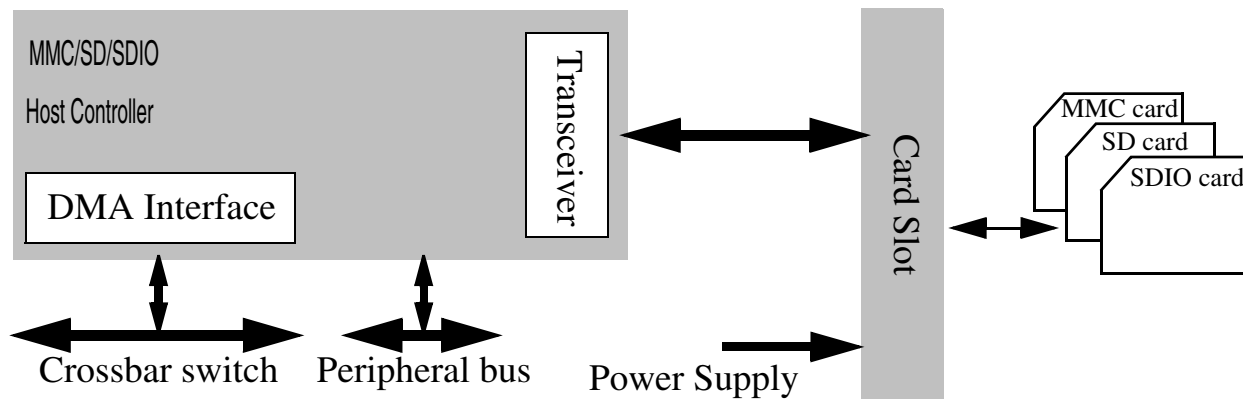 MMC/SD/SDIO
Host Controller
DMA Interface
Transceiver
Card Slot
MMC card
SD card
SDIO card
Crossbar switch
Peripheral bus
Power Supply